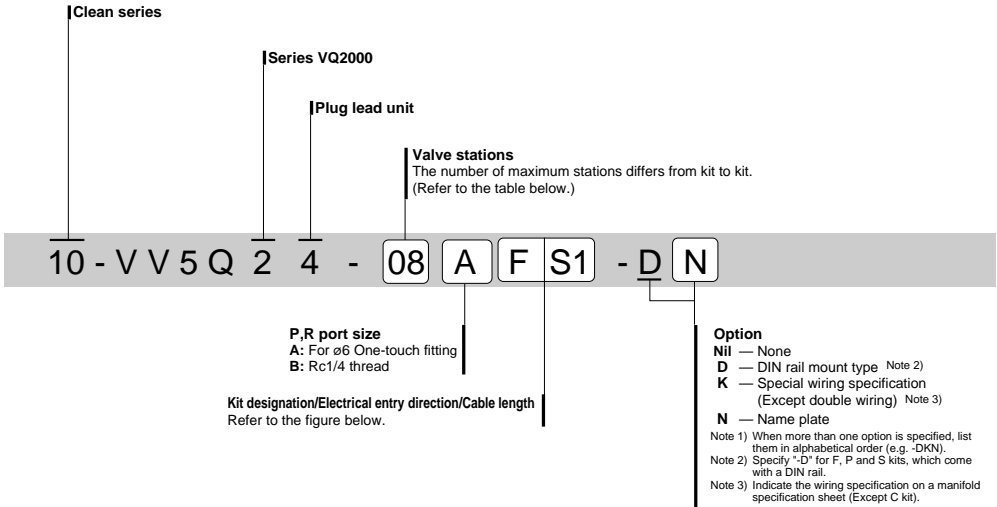 Clean series
Series VQ2000
Plug lead unit
Valve stations
The number of maximum stations differs from kit to kit.
(Refer to the table below.)
10 - V V 5 Q 2 4 - 08 A F S1 - D N
P,R port size
A: For ø6 One-touch fitting
B: Rc1/4 thread
Kit designation/Electrical entry direction/Cable length
Refer to the figure below.
Option
Nil — None
D — DIN rail mount type Note 2)
K — Special wiring specification
(Except double wiring) Note 3)
N — Name plate
Note 1) When more than one option is specified, list
them in alphabetical order (e.g. -DKN).
Note 2) Specify "-D" for F, P and S kits, which come
with a DIN rail.
Note 3) Indicate the wiring specification on a manifold
specification sheet (Except C kit).